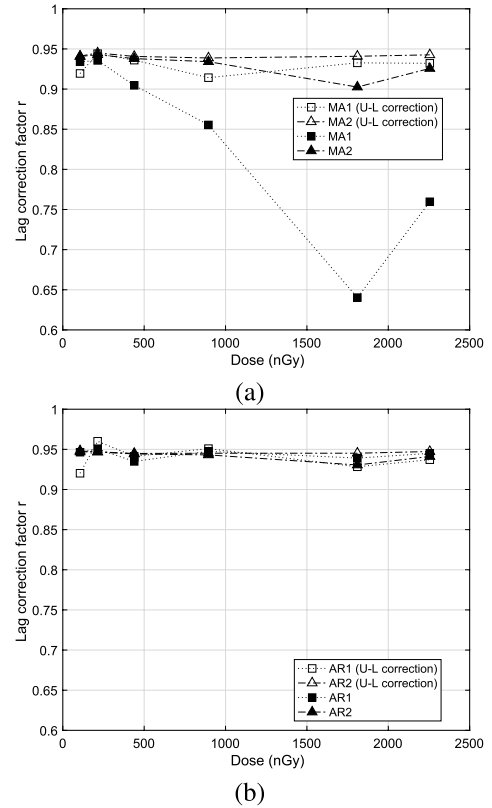 1
0.95
0.9
0.85
0.8
0.75
0.7
0.65
0.6
Lag correction factor r
MA1 (U-L correction)
MA2 (U-L correction)
MA1
MA2
0 500 1000 1500 2000 2500
Dose (nGy)
(a)
1
0.95
0.9
0.85
0.8
0.75
0.7
0.65
0.6
Lag correction factor r
AR1 (U-L correction)
AR2 (U-L correction)
AR1
AR2
0 500 1000 1500 2000 2500
Dose (nGy)
(b)